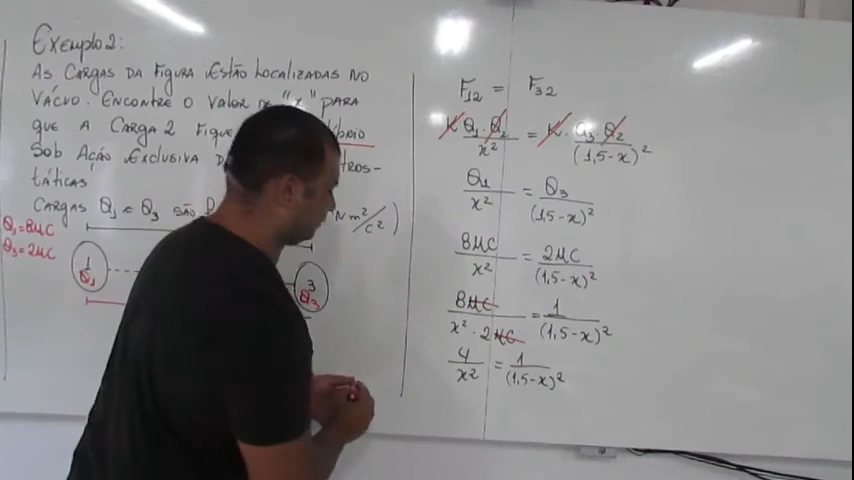 Exemplo 2:
As Cargas da Figura estão localizadas no
vácuo. Encontre o valor de "x" para
que a Carga 2 Fique
Sob Ação exclusiva
táticas
Cargas Q1 e Q3 são Nm²/C²)
Q1=8μC
Q3=2μC
1
Q1
3
Q3
F12 = F32
K Q1 . Q2 / x² = K . Q3 . Q2 / (1,5-x)²
Q1 / x² = Q3 / (1,5-x)²
8μC / x² = 2μC / (1,5-x)²
8μC / x² . 2μC = 1 / (1,5-x)²
4 / x² = 1 / (1,5-x)²